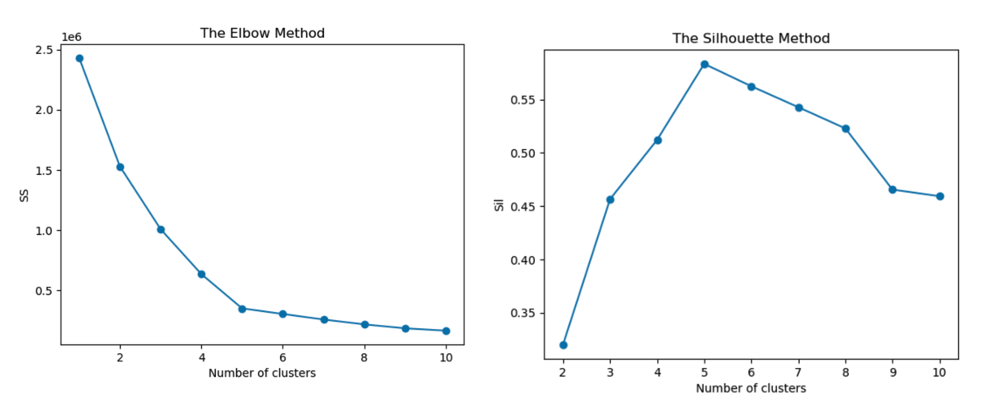 The Elbow Method
1e6
2.5
2.0
1.5
1.0
0.5
SS
2 4 6 8 10
Number of clusters
The Silhouette Method
0.55
0.50
0.45
0.40
0.35
Sil
2 3 4 5 6 7 8 9 10
Number of clusters